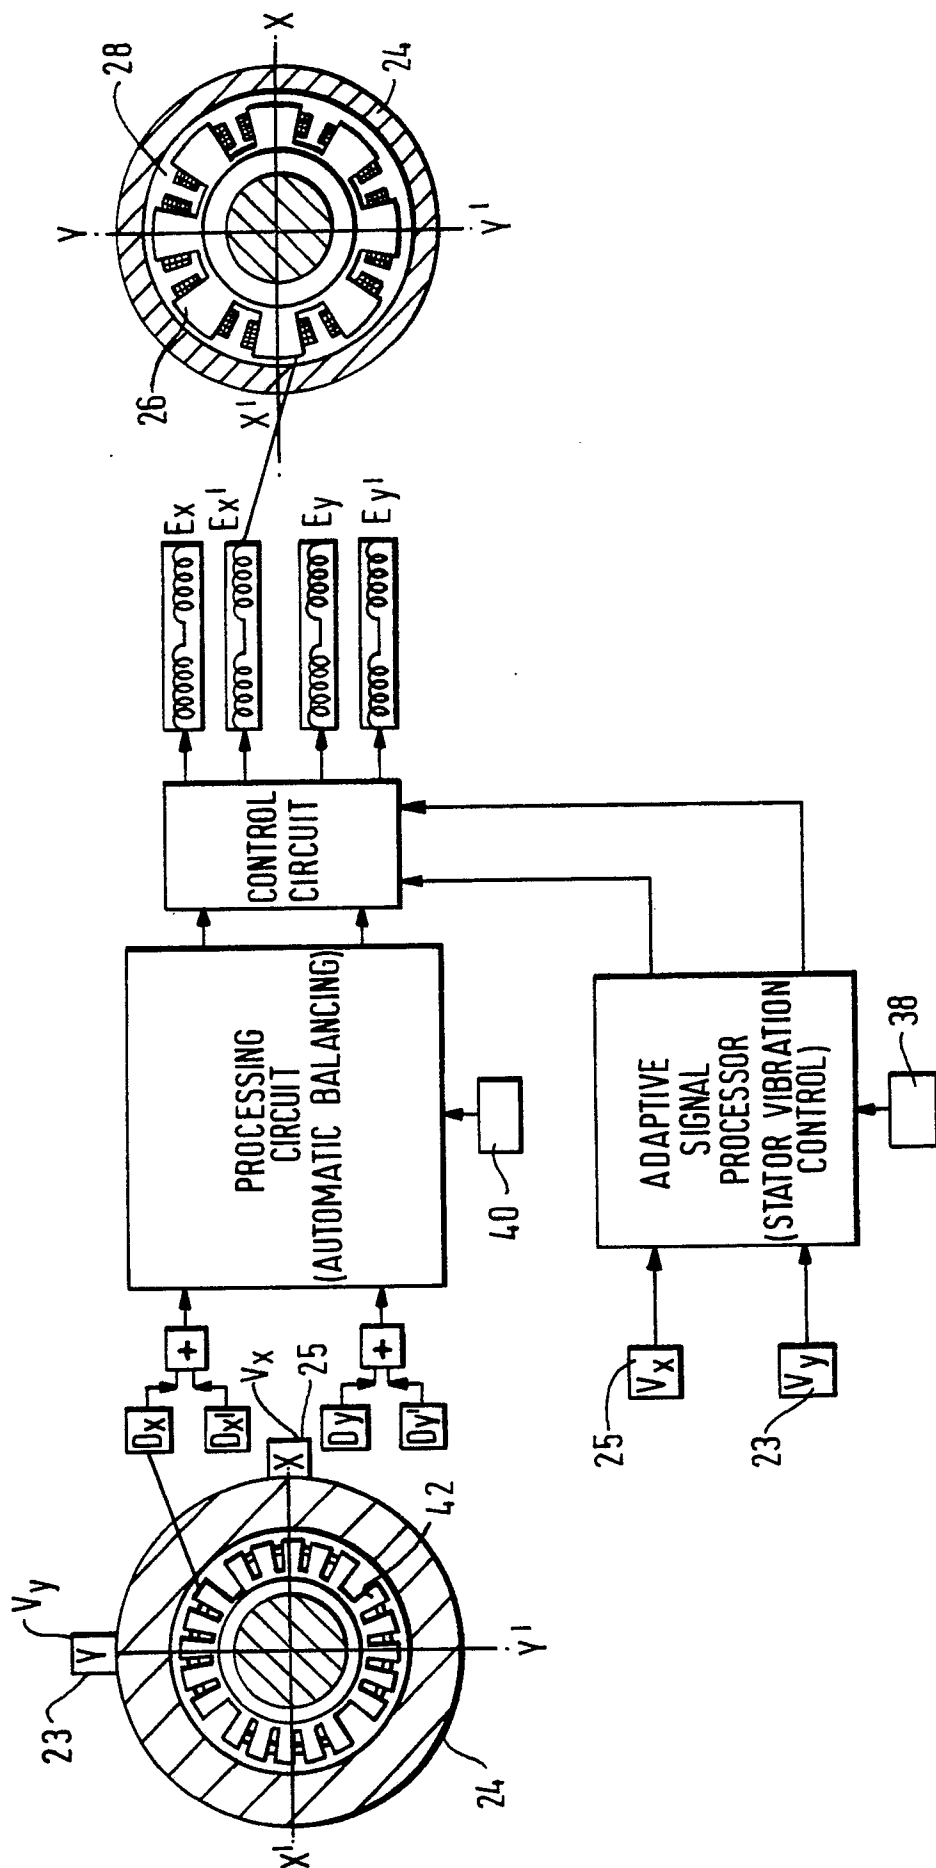 23
Vy
Y
X'
X
Vx
25
Y'
24
42
Dx
Dx'
+
Dy
Dy'
+
PROCESSING
CIRCUIT
(AUTOMATIC BALANCING)
40
CONTROL
CIRCUIT
Ex
Ex'
Ey
Ey'
26
Y
28
X'
X
24
Y'
25
Vx
23
Vy
ADAPTIVE
SIGNAL
PROCESSOR
(STATOR VIBRATION
CONTROL)
38